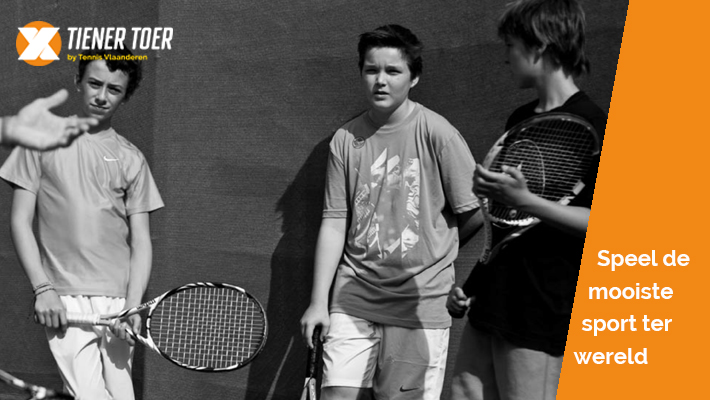 TIENER TOER
by Tennis Vlaanderen
Speel de
mooiste
sport ter
wereld